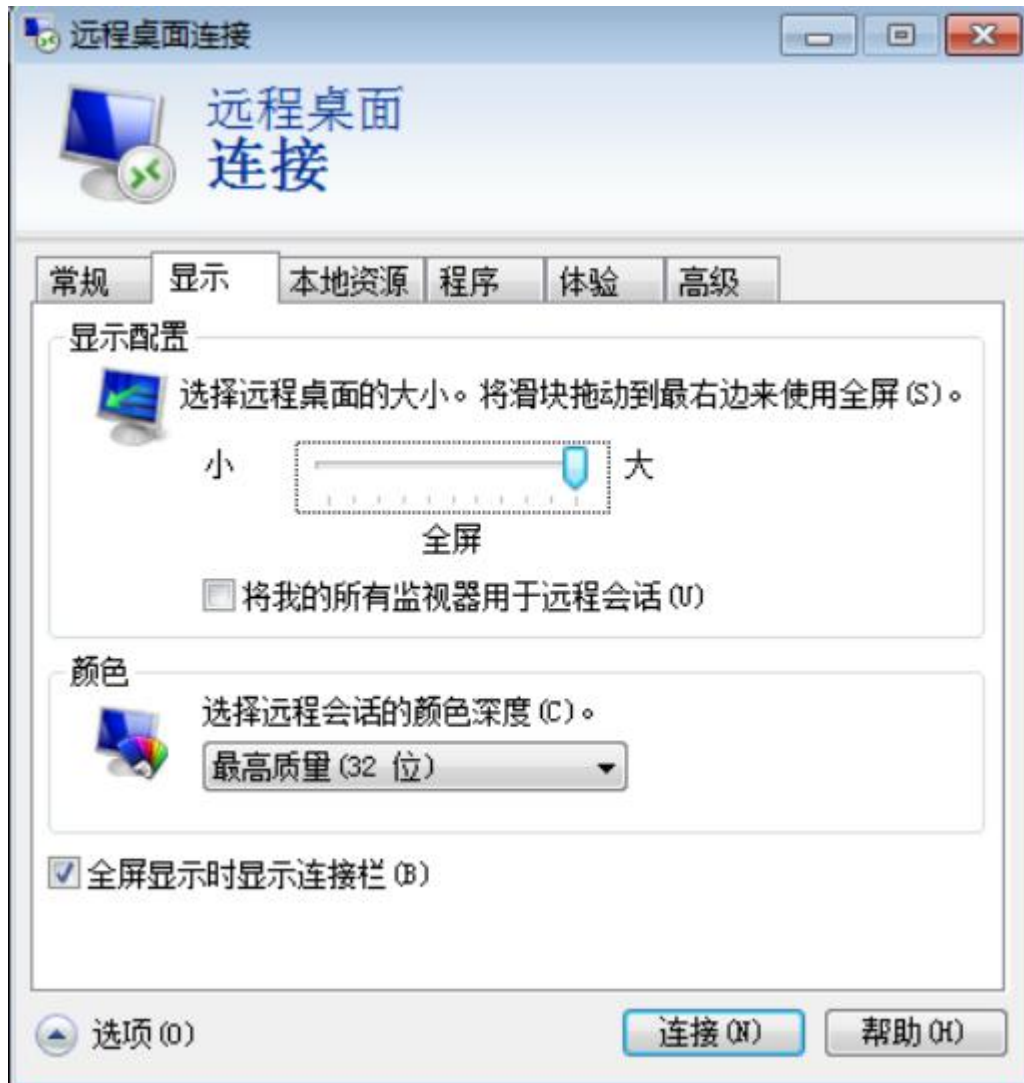 远程桌面连接
远程桌面
连接
常规 显示 本地资源 程序 体验 高级
显示配置
选择远程桌面的大小。将滑块拖动到最右边来使用全屏(S)。
小 大
全屏
将我的所有监视器用于远程会话(U)
颜色
选择远程会话的颜色深度(C)。
最高质量(32 位)
全屏显示时显示连接栏(B)
选项(O) 连接(N) 帮助(H)